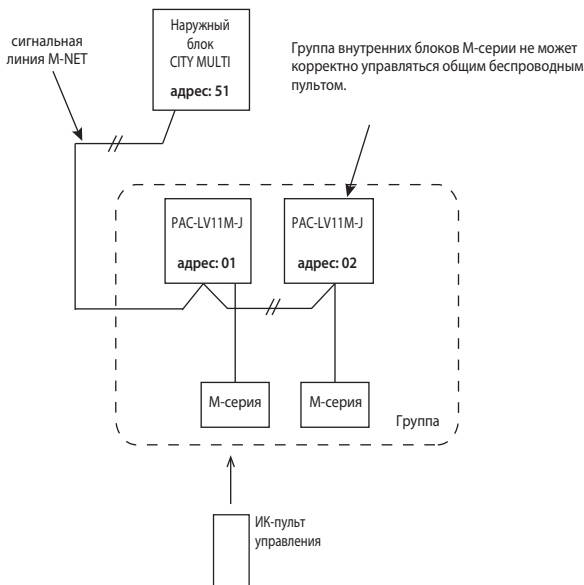 сигнальная
линия M-NET
Наружный
блок
CITY MULTI
адрес: 51
Группа внутренних блоков М-серии не может
корректно управляться общим беспроводным
пультом.
PAC-LV11M-J
адрес: 01
PAC-LV11M-J
адрес: 02
М-серия
М-серия
Группа
ИК-пульт
управления